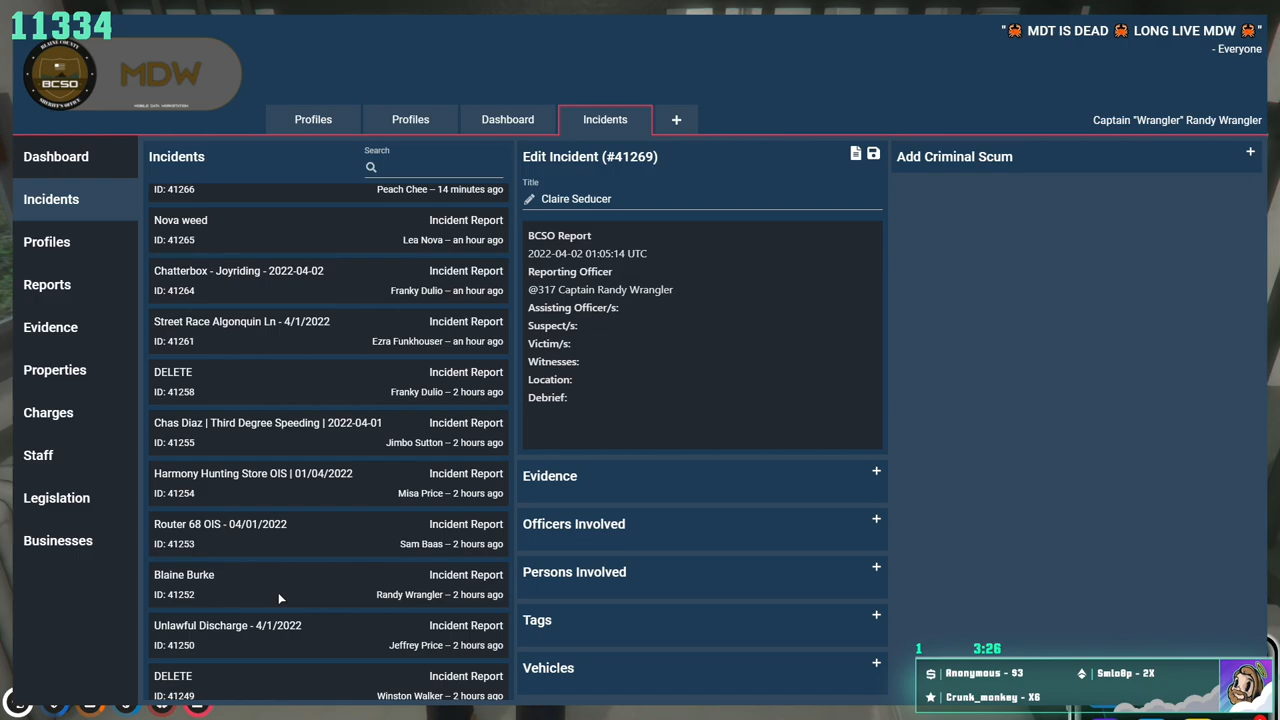 11334
BLAINE COUNTY
BCSO
SHERIFF'S OFFICE
MDW
MOBILE DATA WORKSTATION
" 🦀 MDT IS DEAD 🦀 LONG LIVE MDW 🦀 "
- Everyone
Profiles
Profiles
Dashboard
Incidents
+
Captain "Wrangler" Randy Wrangler
Dashboard
Incidents
Profiles
Reports
Evidence
Properties
Charges
Staff
Legislation
Businesses
Incidents
Search
ID: 41266 Peach Chee – 14 minutes ago
Nova weed Incident Report
ID: 41265 Lea Nova – an hour ago
Chatterbox - Joyriding - 2022-04-02 Incident Report
ID: 41264 Franky Dulio – an hour ago
Street Race Algonquin Ln - 4/1/2022 Incident Report
ID: 41261 Ezra Funkhouser – an hour ago
DELETE Incident Report
ID: 41258 Franky Dulio – 2 hours ago
Chas Diaz | Third Degree Speeding | 2022-04-01 Incident Report
ID: 41255 Jimbo Sutton – 2 hours ago
Harmony Hunting Store OIS | 01/04/2022 Incident Report
ID: 41254 Misa Price – 2 hours ago
Router 68 OIS - 04/01/2022 Incident Report
ID: 41253 Sam Baas – 2 hours ago
Blaine Burke Incident Report
ID: 41252 Randy Wrangler – 2 hours ago
Unlawful Discharge - 4/1/2022 Incident Report
ID: 41250 Jeffrey Price – 2 hours ago
DELETE Incident Report
ID: 41249 Winston Walker – 2 hours ago
Edit Incident (#41269)
Title
Claire Seducer
BCSO Report
2022-04-02 01:05:14 UTC
Reporting Officer
@317 Captain Randy Wrangler
Assisting Officer/s:
Suspect/s:
Victim/s:
Witnesses:
Location:
Debrief:
Evidence +
Officers Involved +
Persons Involved +
Tags +
Vehicles +
Add Criminal Scum +
1 3:26
Anonymous - 93
Smlo8p - 2X
Crunk_monkey - X6